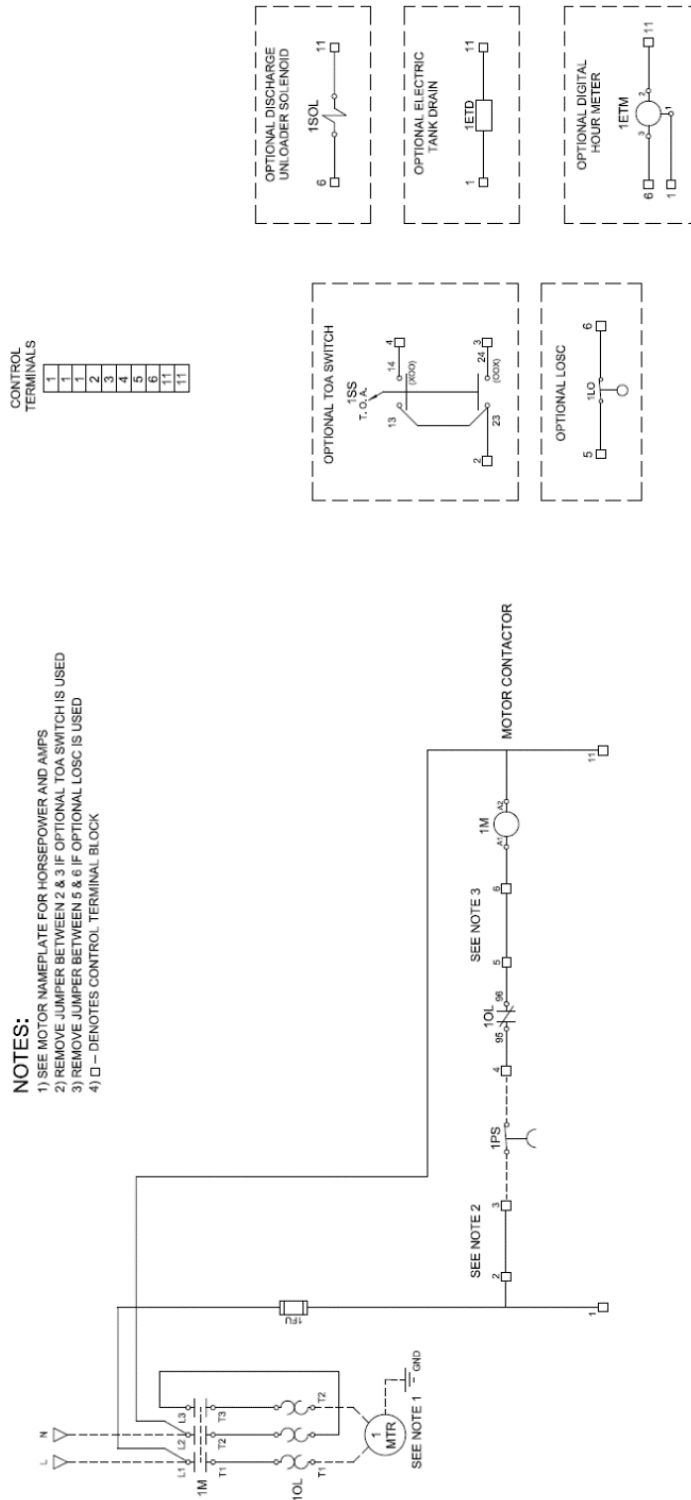 NOTES:
1) SEE MOTOR NAMEPLATE FOR HORSEPOWER AND AMPS
2) REMOVE JUMPER BETWEEN 2 & 3 IF OPTIONAL TOA SWITCH IS USED
3) REMOVE JUMPER BETWEEN 5 & 6 IF OPTIONAL LOSC IS USED
4) □ – DENOTES CONTROL TERMINAL BLOCK
CONTROL
TERMINALS
1
1
1
2
3
4
5
6
11
11
L
N
L1
L2
L3
1M
T1
T2
T3
1OL
T1
T2
1
MTR
GND
SEE NOTE 1
1FU
1
2
SEE NOTE 2
3
1PS
4
95
1OL
96
5
SEE NOTE 3
6
A1
1M
A2
MOTOR CONTACTOR
11
OPTIONAL TOA SWITCH
1SS
T. O. A.
13
14
4
(XOO)
2
23
24
3
(OOX)
OPTIONAL LOSC
5
1LO
6
OPTIONAL DISCHARGE
UNLOADER SOLENOID
6
1SOL
11
OPTIONAL ELECTRIC
TANK DRAIN
1
1ETD
11
OPTIONAL DIGITAL
HOUR METER
1ETM
6
3
2
11
1
1